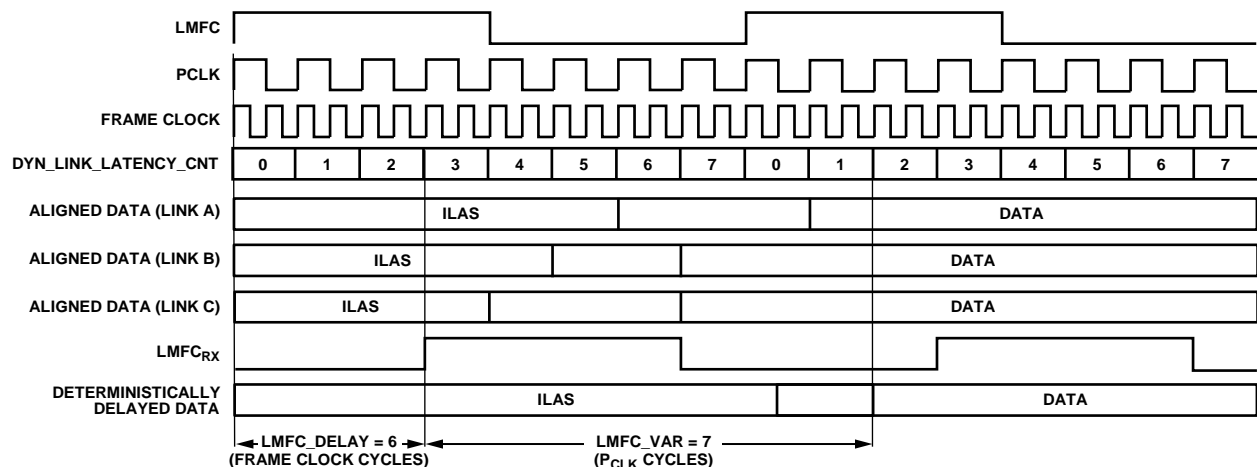 LMFC
PCLK
FRAME CLOCK
DYN_LINK_LATENCY_CNT 0 1 2 3 4 5 6 7 0 1 2 3 4 5 6 7
ALIGNED DATA (LINK A) ILAS DATA
ALIGNED DATA (LINK B) ILAS DATA
ALIGNED DATA (LINK C) ILAS DATA
LMFCRX
DETERMINISTICALLY
DELAYED DATA ILAS DATA
LMFC_DELAY = 6 LMFC_VAR = 7
(FRAME CLOCK CYCLES) (PCLK CYCLES)